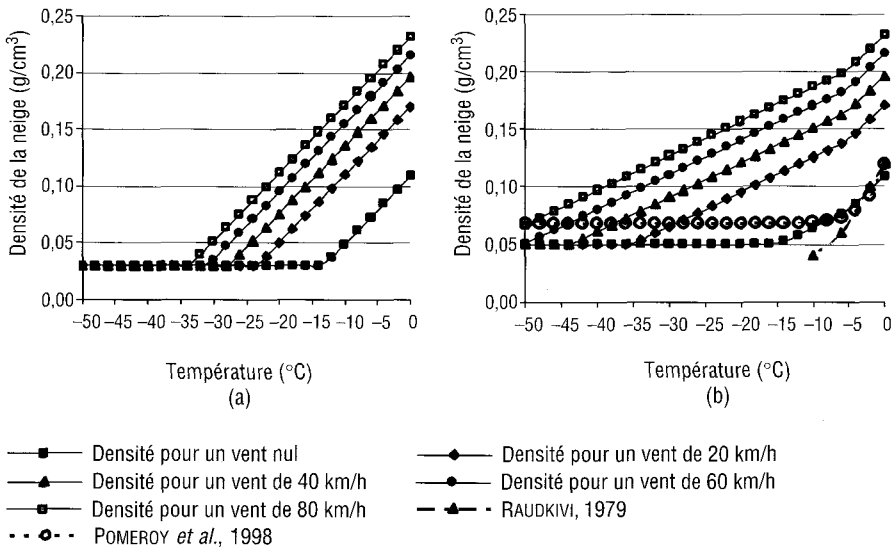 Densité de la neige (g/cm³)
0,25
0,20
0,15
0,10
0,05
0,00
–50 –45 –40 –35 –30 –25 –20 –15 –10 –5 0
Température (°C)
(a)
Densité de la neige (g/cm³)
0,25
0,20
0,15
0,10
0,05
0,00
–50 –45 –40 –35 –30 –25 –20 –15 –10 –5 0
Température (°C)
(b)
Densité pour un vent nul
Densité pour un vent de 20 km/h
Densité pour un vent de 40 km/h
Densité pour un vent de 60 km/h
Densité pour un vent de 80 km/h
RAUDKIVI, 1979
POMEROY et al., 1998